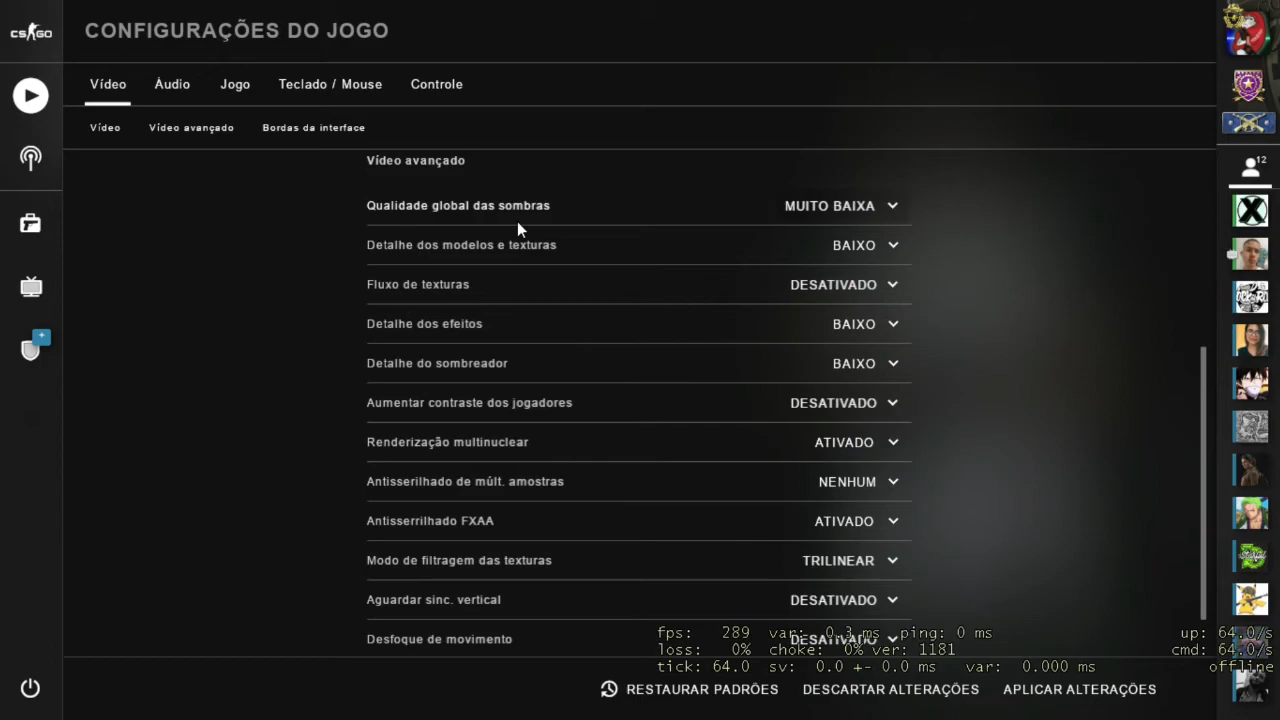 CS GO
CONFIGURAÇÕES DO JOGO
Vídeo Áudio Jogo Teclado / Mouse Controle
Vídeo Vídeo avançado Bordas da interface
12
Vídeo avançado
Qualidade global das sombras MUITO BAIXA
Detalhe dos modelos e texturas BAIXO
Fluxo de texturas DESATIVADO
Detalhe dos efeitos BAIXO
Detalhe do sombreador BAIXO
Aumentar contraste dos jogadores DESATIVADO
Renderização multinuclear ATIVADO
Antisserilhado de múlt. amostras NENHUM
Antisserrilhado FXAA ATIVADO
Modo de filtragem das texturas TRILINEAR
Aguardar sinc. vertical DESATIVADO
Desfoque de movimento DESATIVADO
fps: 289 var: 0.3 ms ping: 0 ms up: 64.0/s
loss: 0% choke: 0% ver: 1181 cmd: 64.0/s
tick: 64.0 sv: 0.0 +- 0.0 ms var: 0.000 ms offline
RESTAURAR PADRÕES DESCARTAR ALTERAÇÕES APLICAR ALTERAÇÕES